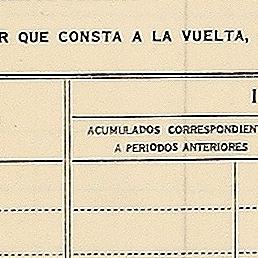 R QUE CONSTA A LA VUELTA,
I
ACUMULADOS CORRESPONDIENT
A PERIODOS ANTERIORES